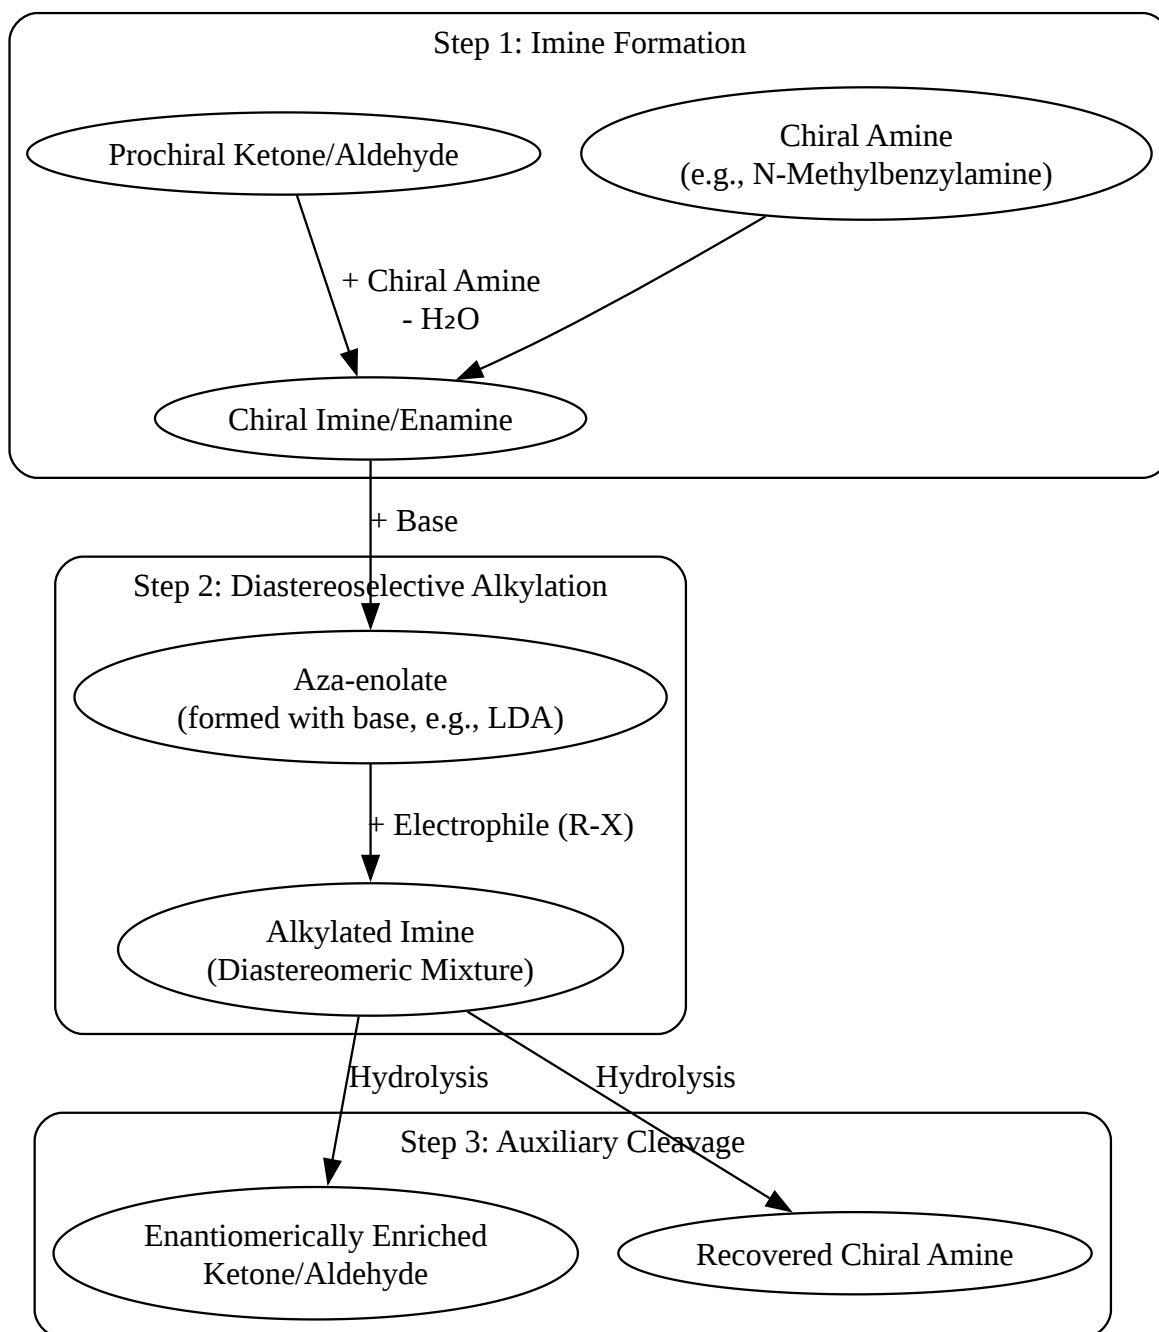 Step 1: Imine Formation
Prochiral Ketone/Aldehyde
Chiral Amine
(e.g., N-Methylbenzylamine)
+ Chiral Amine
- H₂O
Chiral Imine/Enamine
+ Base
Step 2: Diastereoselective Alkylation
Aza-enolate
(formed with base, e.g., LDA)
+ Electrophile (R-X)
Alkylated Imine
(Diastereomeric Mixture)
Hydrolysis
Hydrolysis
Step 3: Auxiliary Cleavage
Enantiomerically Enriched
Ketone/Aldehyde
Recovered Chiral Amine